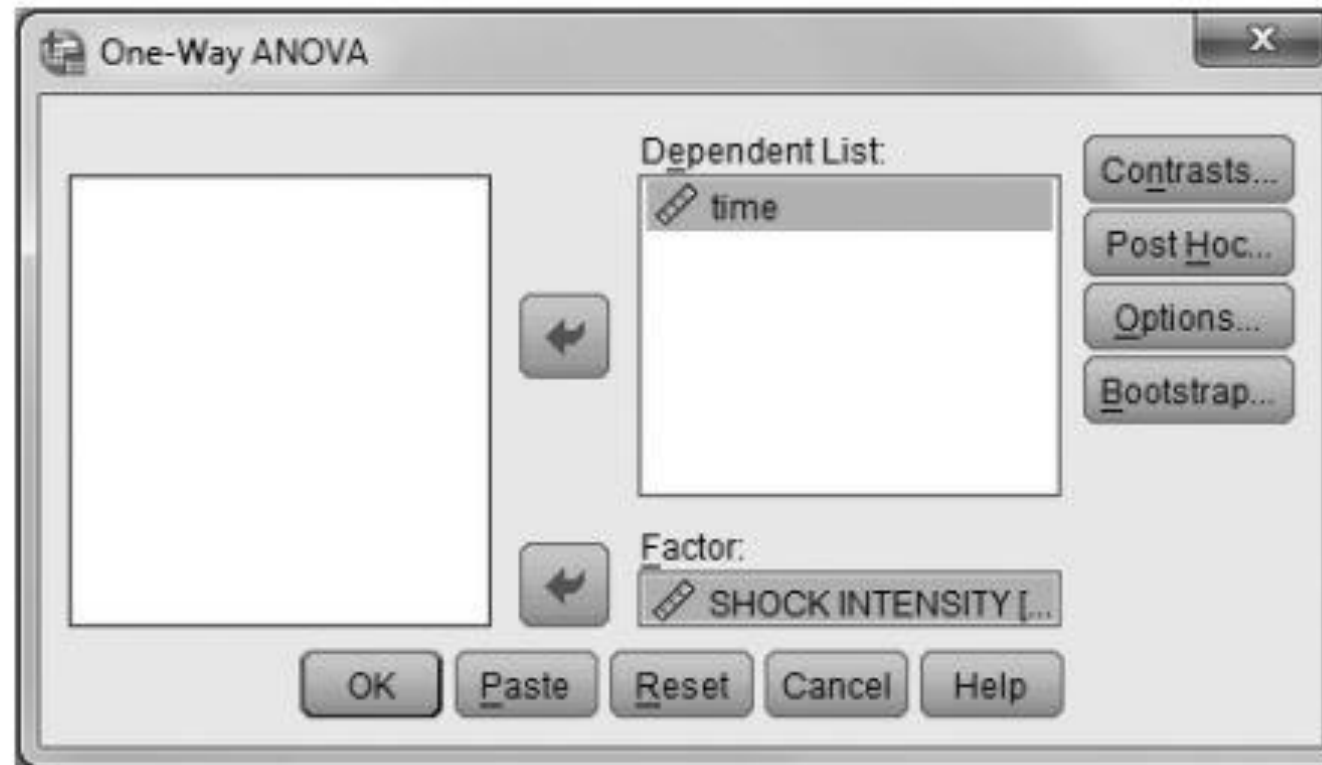 One-Way ANOVA
x
Dependent List:
time
Contrasts...
Post Hoc...
Options...
Bootstrap...
Factor:
SHOCK INTENSITY [...
OK Paste Reset Cancel Help